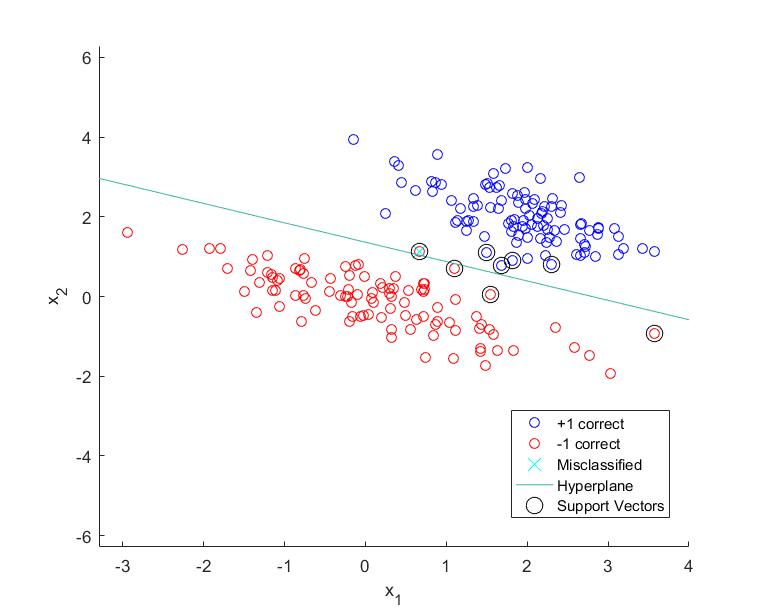 6
4
2
0
-2
-4
-6
x2
+1 correct
-1 correct
Misclassified
Hyperplane
Support Vectors
-3 -2 -1 0 1 2 3 4
x1